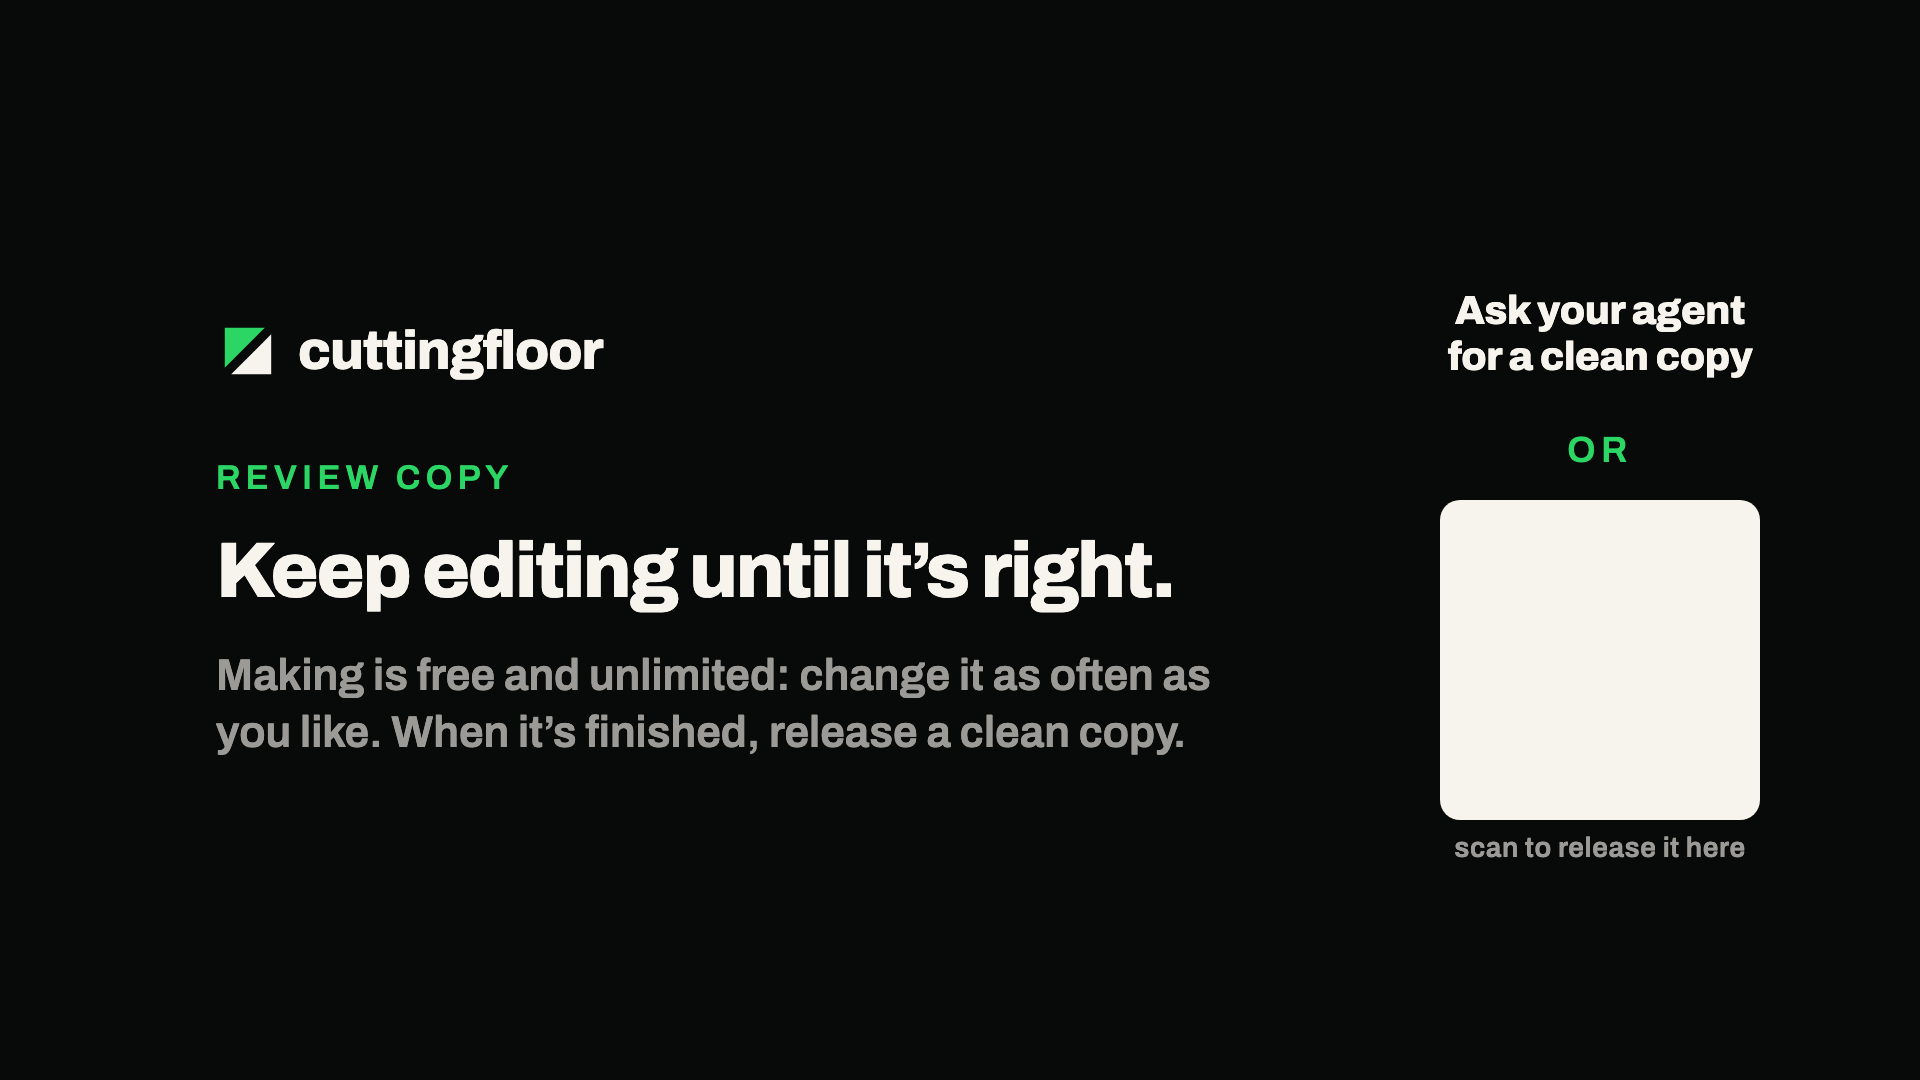 cuttingfloor
REVIEW COPY
Keep editing until it’s right.
Making is free and unlimited: change it as often as
you like. When it’s finished, release a clean copy.
Ask your agent
for a clean copy
OR
scan to release it here